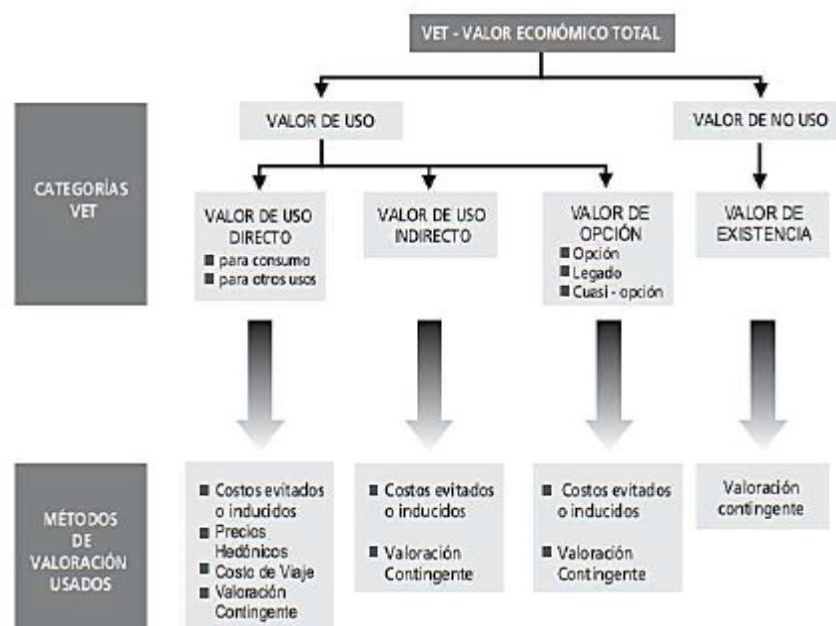 VET - VALOR ECONÓMICO TOTAL
VALOR DE USO
VALOR DE NO USO
CATEGORÍAS
VET
VALOR DE USO
DIRECTO
para consumo
para otros usos
VALOR DE USO
INDIRECTO
VALOR DE
OPCIÓN
Opción
Legado
Cuasi - opción
VALOR DE
EXISTENCIA
MÉTODOS
DE
VALORACIÓN
USADOS
Costos evitados
o inducidos
Precios
Hedónicos
Costo de Viaje
Valoración
Contingente
Costos evitados
o inducidos
Valoración
Contingente
Costos evitados
o inducidos
Valoración
Contingente
Valoración
contingente